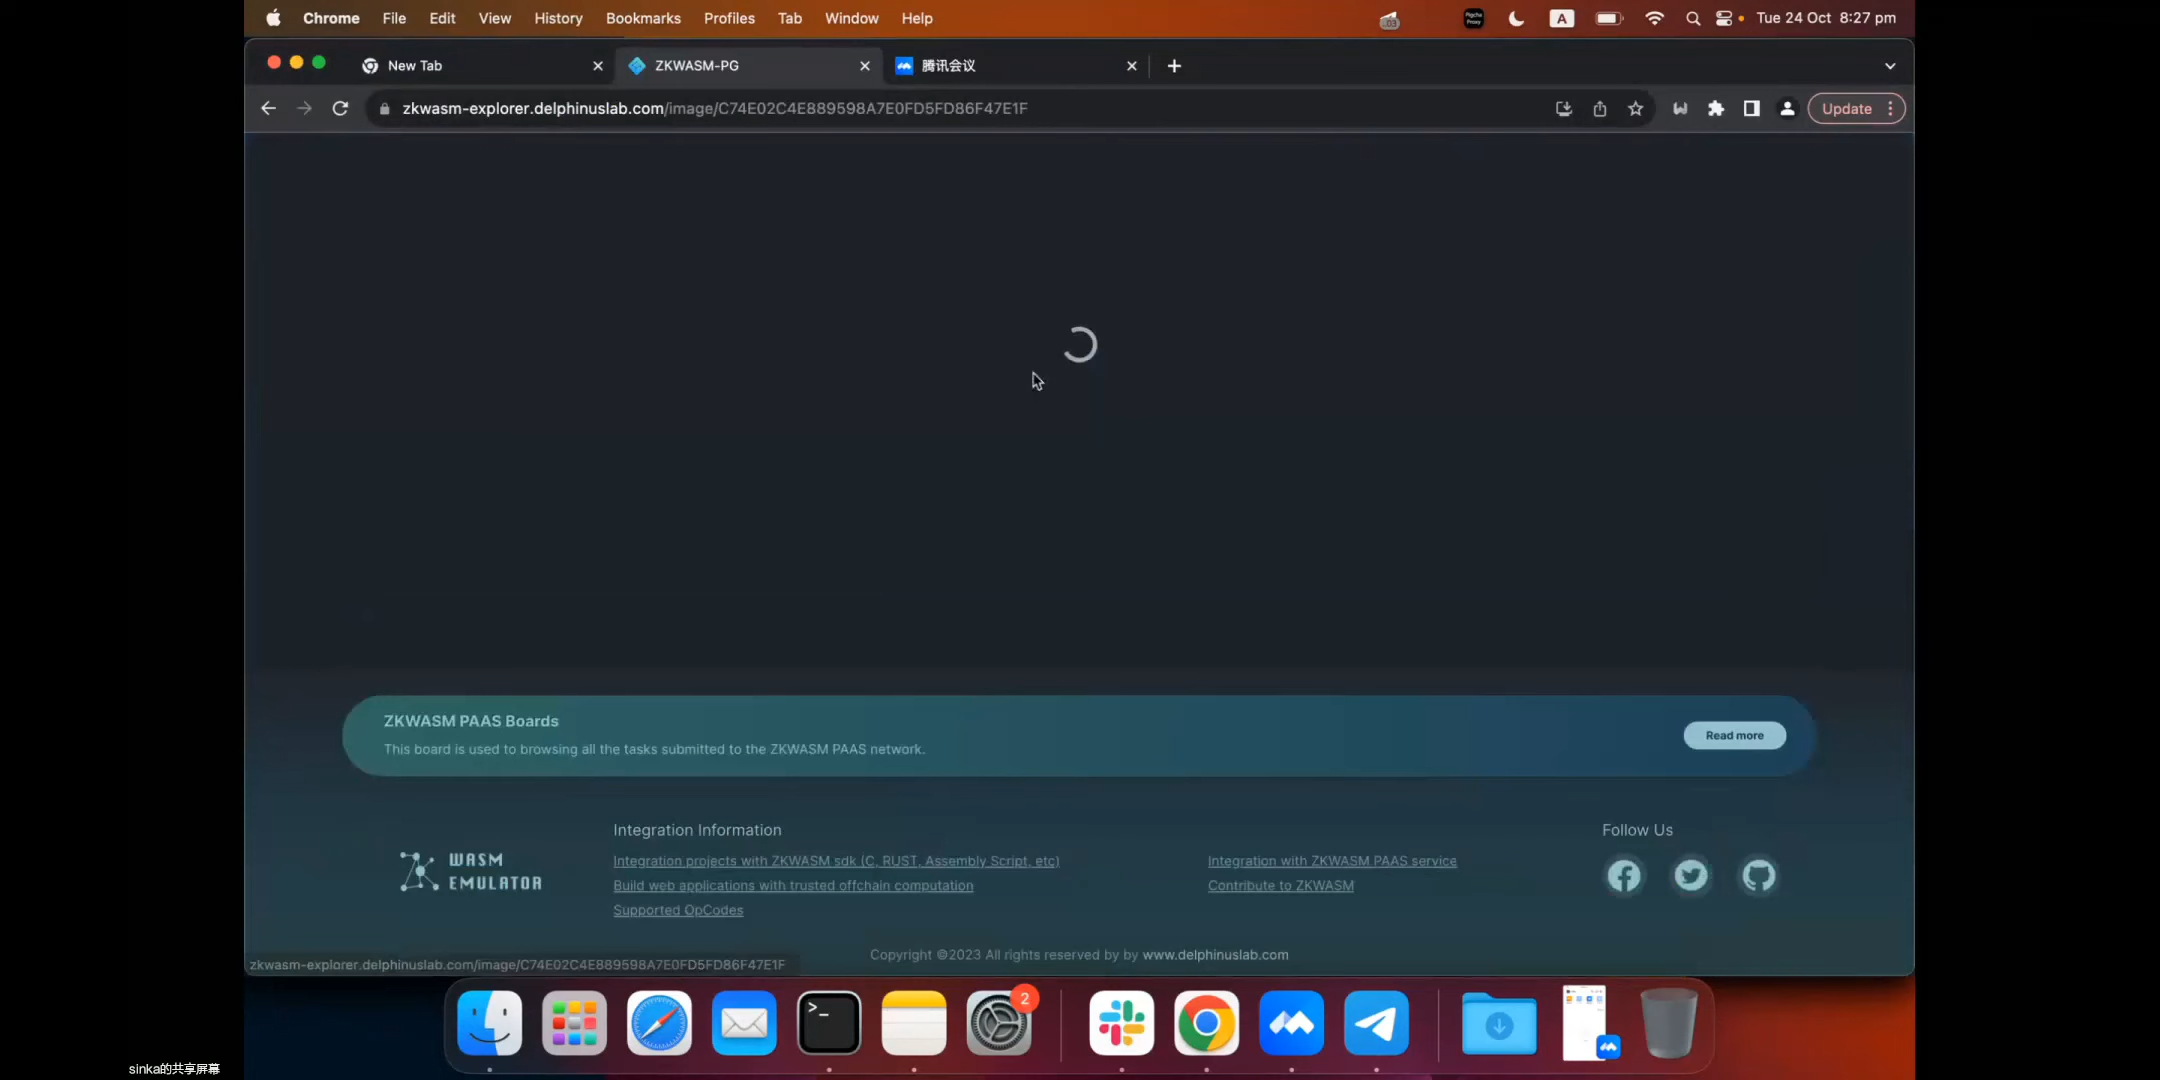 Chrome File Edit View History Bookmarks Profiles Tab Window Help
A
Tue 24 Oct 8:27 pm
New Tab
ZKWASM-PG
腾讯会议
zkwasm-explorer.delphinuslab.com/image/C74E02C4E889598A7E0FD5FD86F47E1F
Update
ZKWASM PAAS Boards
This board is used to browsing all the tasks submitted to the ZKWASM PAAS network.
Read more
WASM
EMULATOR
Integration Information
Integration projects with ZKWASM sdk (C, RUST, Assembly Script, etc)
Build web applications with trusted offchain computation
Supported OpCodes
Integration with ZKWASM PAAS service
Contribute to ZKWASM
Follow Us
Copyright ©2023 All rights reserved by by www.delphinuslab.com
zkwasm-explorer.delphinuslab.com/image/C74E02C4E889598A7E0FD5FD86F47E1F
2
sinka的共享屏幕